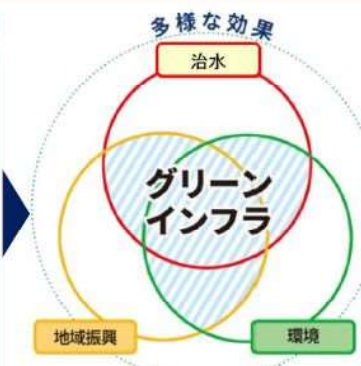 多様な効果
治水
グリーン
インフラ
地域振興
環境